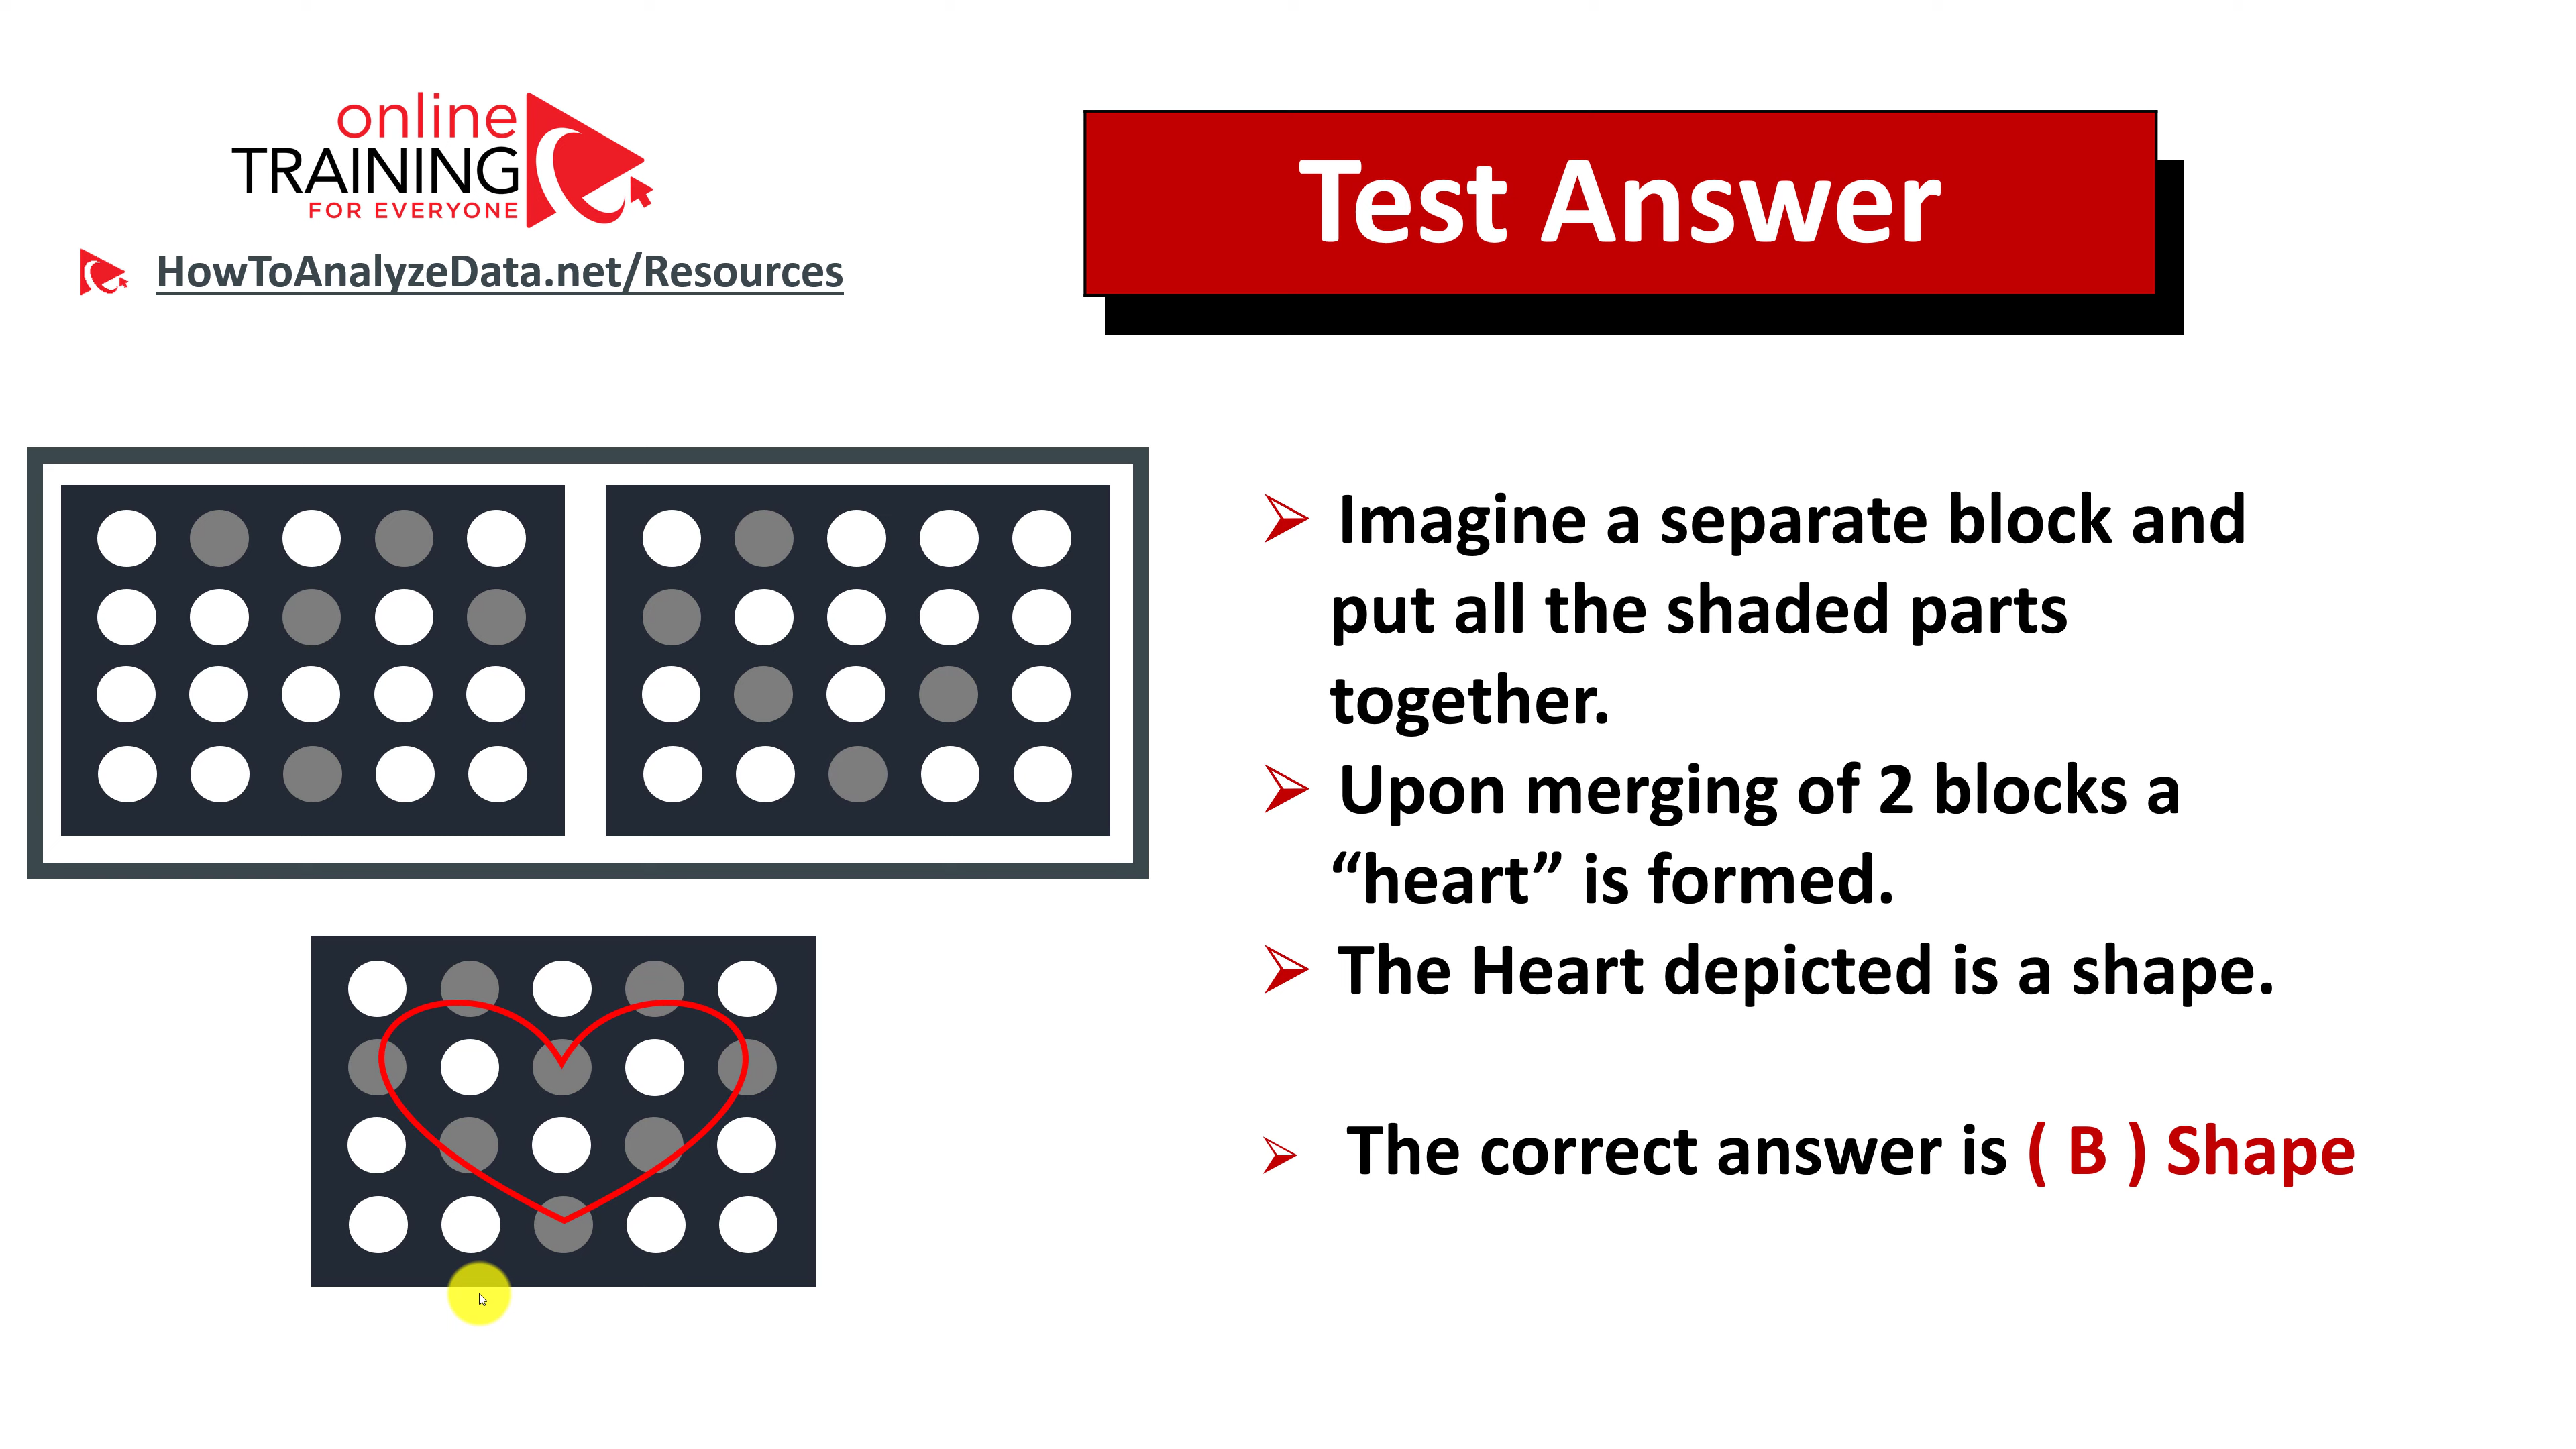 online
TRAINING
FOR EVERYONE
HowToAnalyzeData.net/Resources
Test Answer
Imagine a separate block and
put all the shaded parts
together.
Upon merging of 2 blocks a
“heart” is formed.
The Heart depicted is a shape.
The correct answer is ( B ) Shape